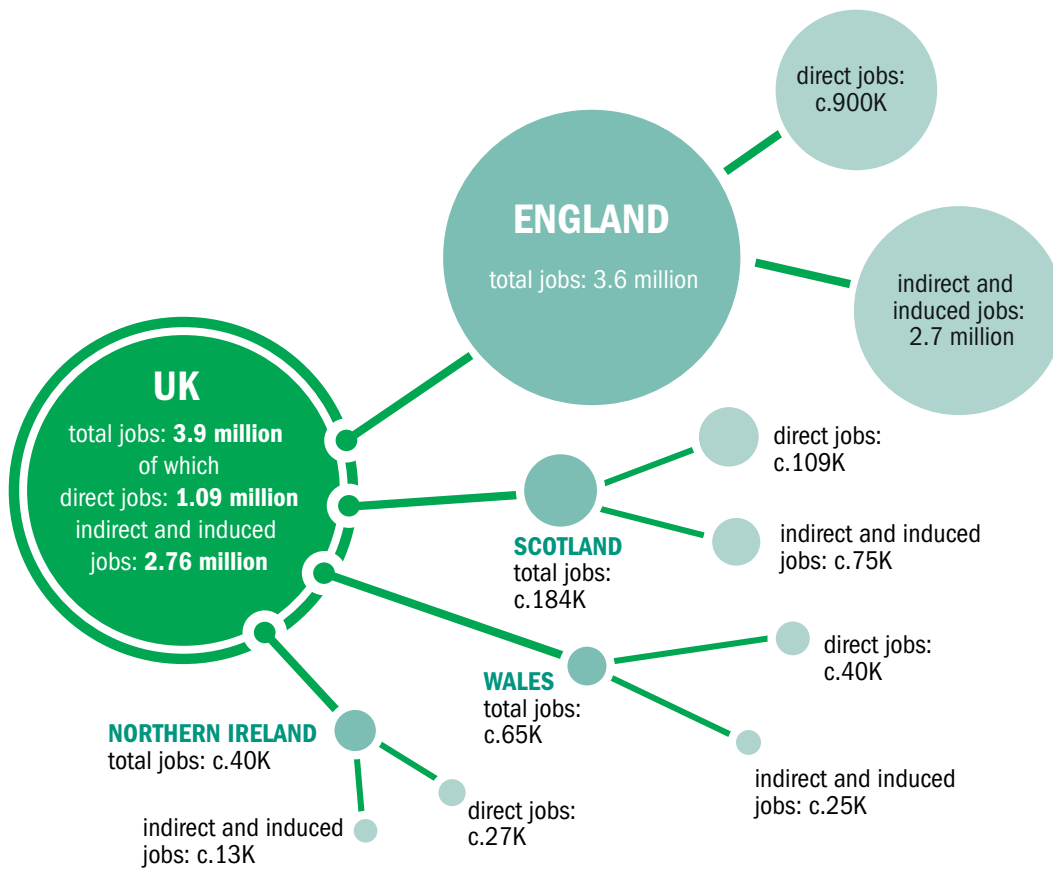 UK
total jobs: 3.9 million
of which
direct jobs: 1.09 million
indirect and induced
jobs: 2.76 million
ENGLAND
total jobs: 3.6 million
direct jobs:
c.900K
indirect and
induced jobs:
2.7 million
SCOTLAND
total jobs:
c.184K
direct jobs:
c.109K
indirect and induced
jobs: c.75K
WALES
total jobs:
c.65K
direct jobs:
c.40K
indirect and induced
jobs: c.25K
NORTHERN IRELAND
total jobs: c.40K
direct jobs:
c.27K
indirect and induced
jobs: c.13K